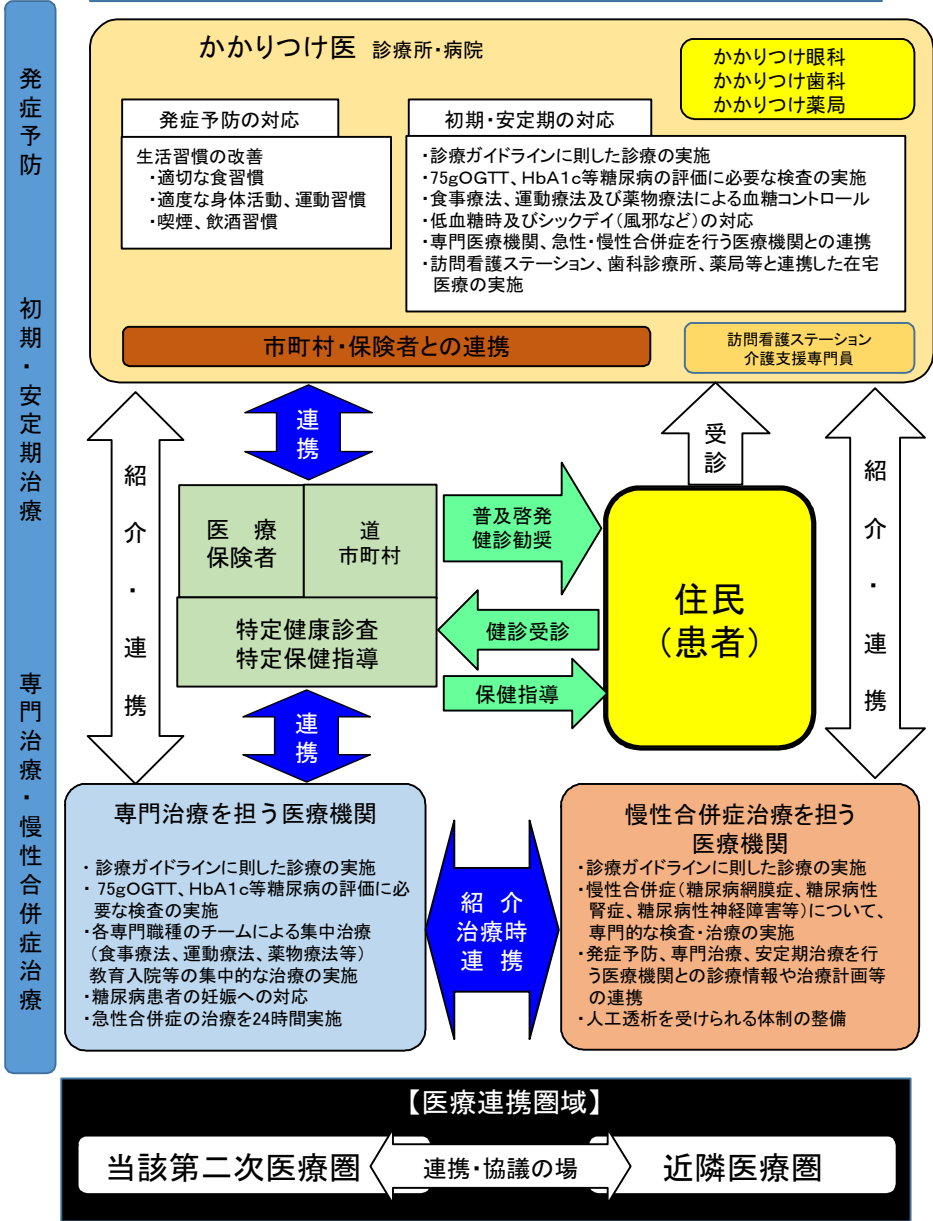 発症予防
初期・安定期治療
専門治療・慢性合併症治療
かかりつけ医 診療所・病院
かかりつけ眼科
かかりつけ歯科
かかりつけ薬局
発症予防の対応
生活習慣の改善
・適切な食習慣
・適度な身体活動、運動習慣
・喫煙、飲酒習慣
初期・安定期の対応
・診療ガイドラインに則した診療の実施
・75gOGTT、HbA1c等糖尿病の評価に必要な検査の実施
・食事療法、運動療法及び薬物療法による血糖コントロール
・低血糖時及びシックデイ(風邪など)の対応
・専門医療機関、急性・慢性合併症を行う医療機関との連携
・訪問看護ステーション、歯科診療所、薬局等と連携した在宅
医療の実施
市町村・保険者との連携
訪問看護ステーション
介護支援専門員
紹介・連携
連携
受診
紹介・連携
医 療
保険者
道
市町村
特定健康診査
特定保健指導
普及啓発
健診勧奨
健診受診
保健指導
住民
(患者)
連携
専門治療を担う医療機関
・ 診療ガイドラインに則した診療の実施
・ 75gOGTT、HbA1c等糖尿病の評価に必
要な検査の実施
・各専門職種のチームによる集中治療
(食事療法、運動療法、薬物療法等)
教育入院等の集中的な治療の実施
・糖尿病患者の妊娠への対応
・急性合併症の治療を24時間実施
紹 介
治療時
連 携
慢性合併症治療を担う
医療機関
・診療ガイドラインに則した診療の実施
・慢性合併症(糖尿病網膜症、糖尿病性
腎症、糖尿病性神経障害等)について、
専門的な検査・治療の実施
・発症予防、専門治療、安定期治療を行
う医療機関との診療情報や治療計画等
の連携
・人工透析を受けられる体制の整備
【医療連携圏域】
当該第二次医療圏
連携・協議の場
近隣医療圏